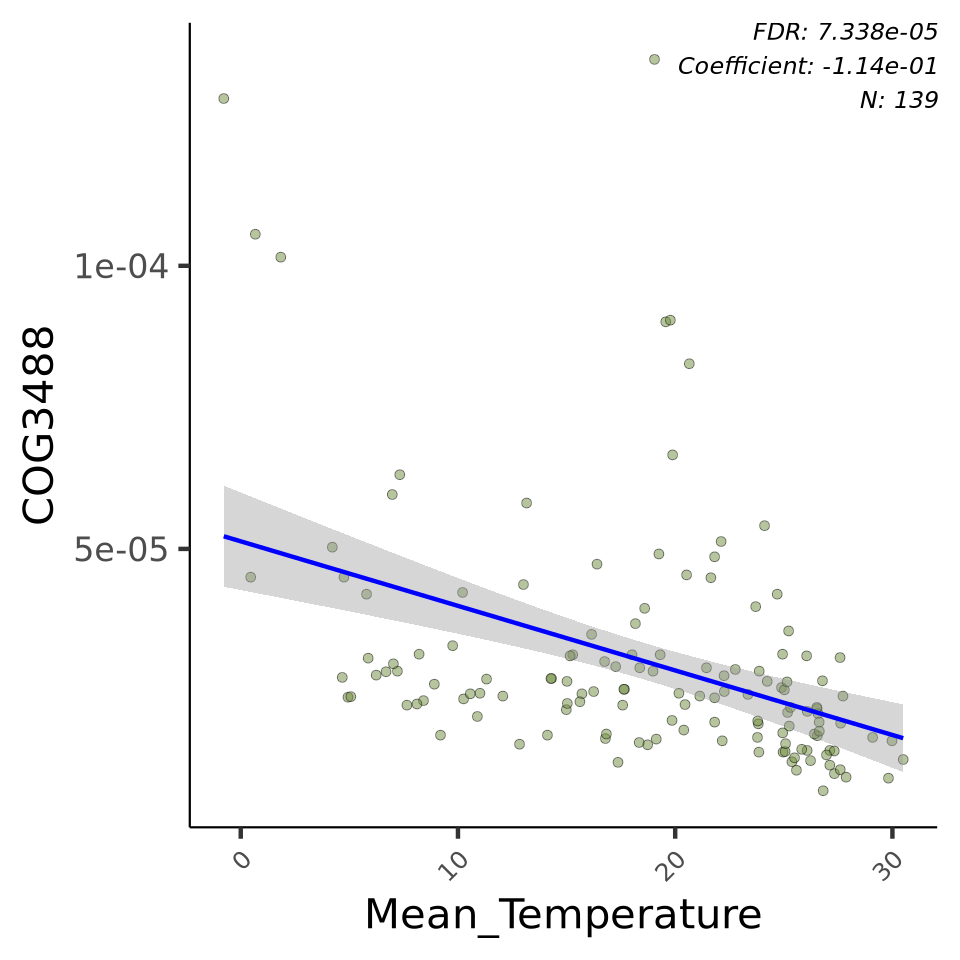 FDR: 7.338e-05
Coefficient: -1.14e-01
N: 139
1e-04
5e-05
COG3488
0
10
20
30
Mean_Temperature